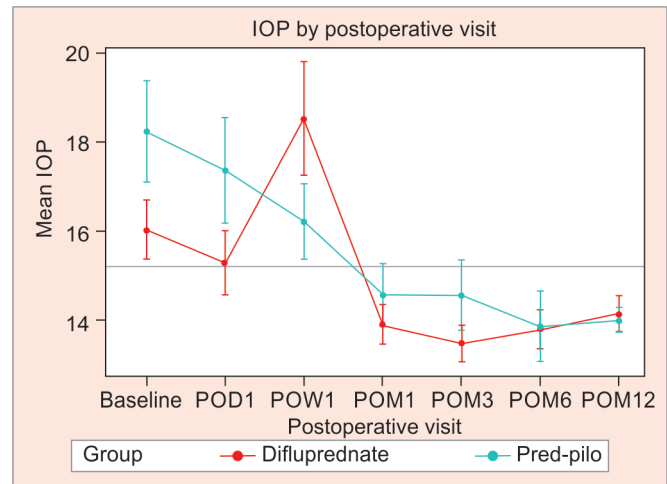 IOP by postoperative visit
Mean IOP
20
18
16
14
Baseline POD1 POW1 POM1 POM3 POM6 POM12
Postoperative visit
Group Difluprednate Pred-pilo